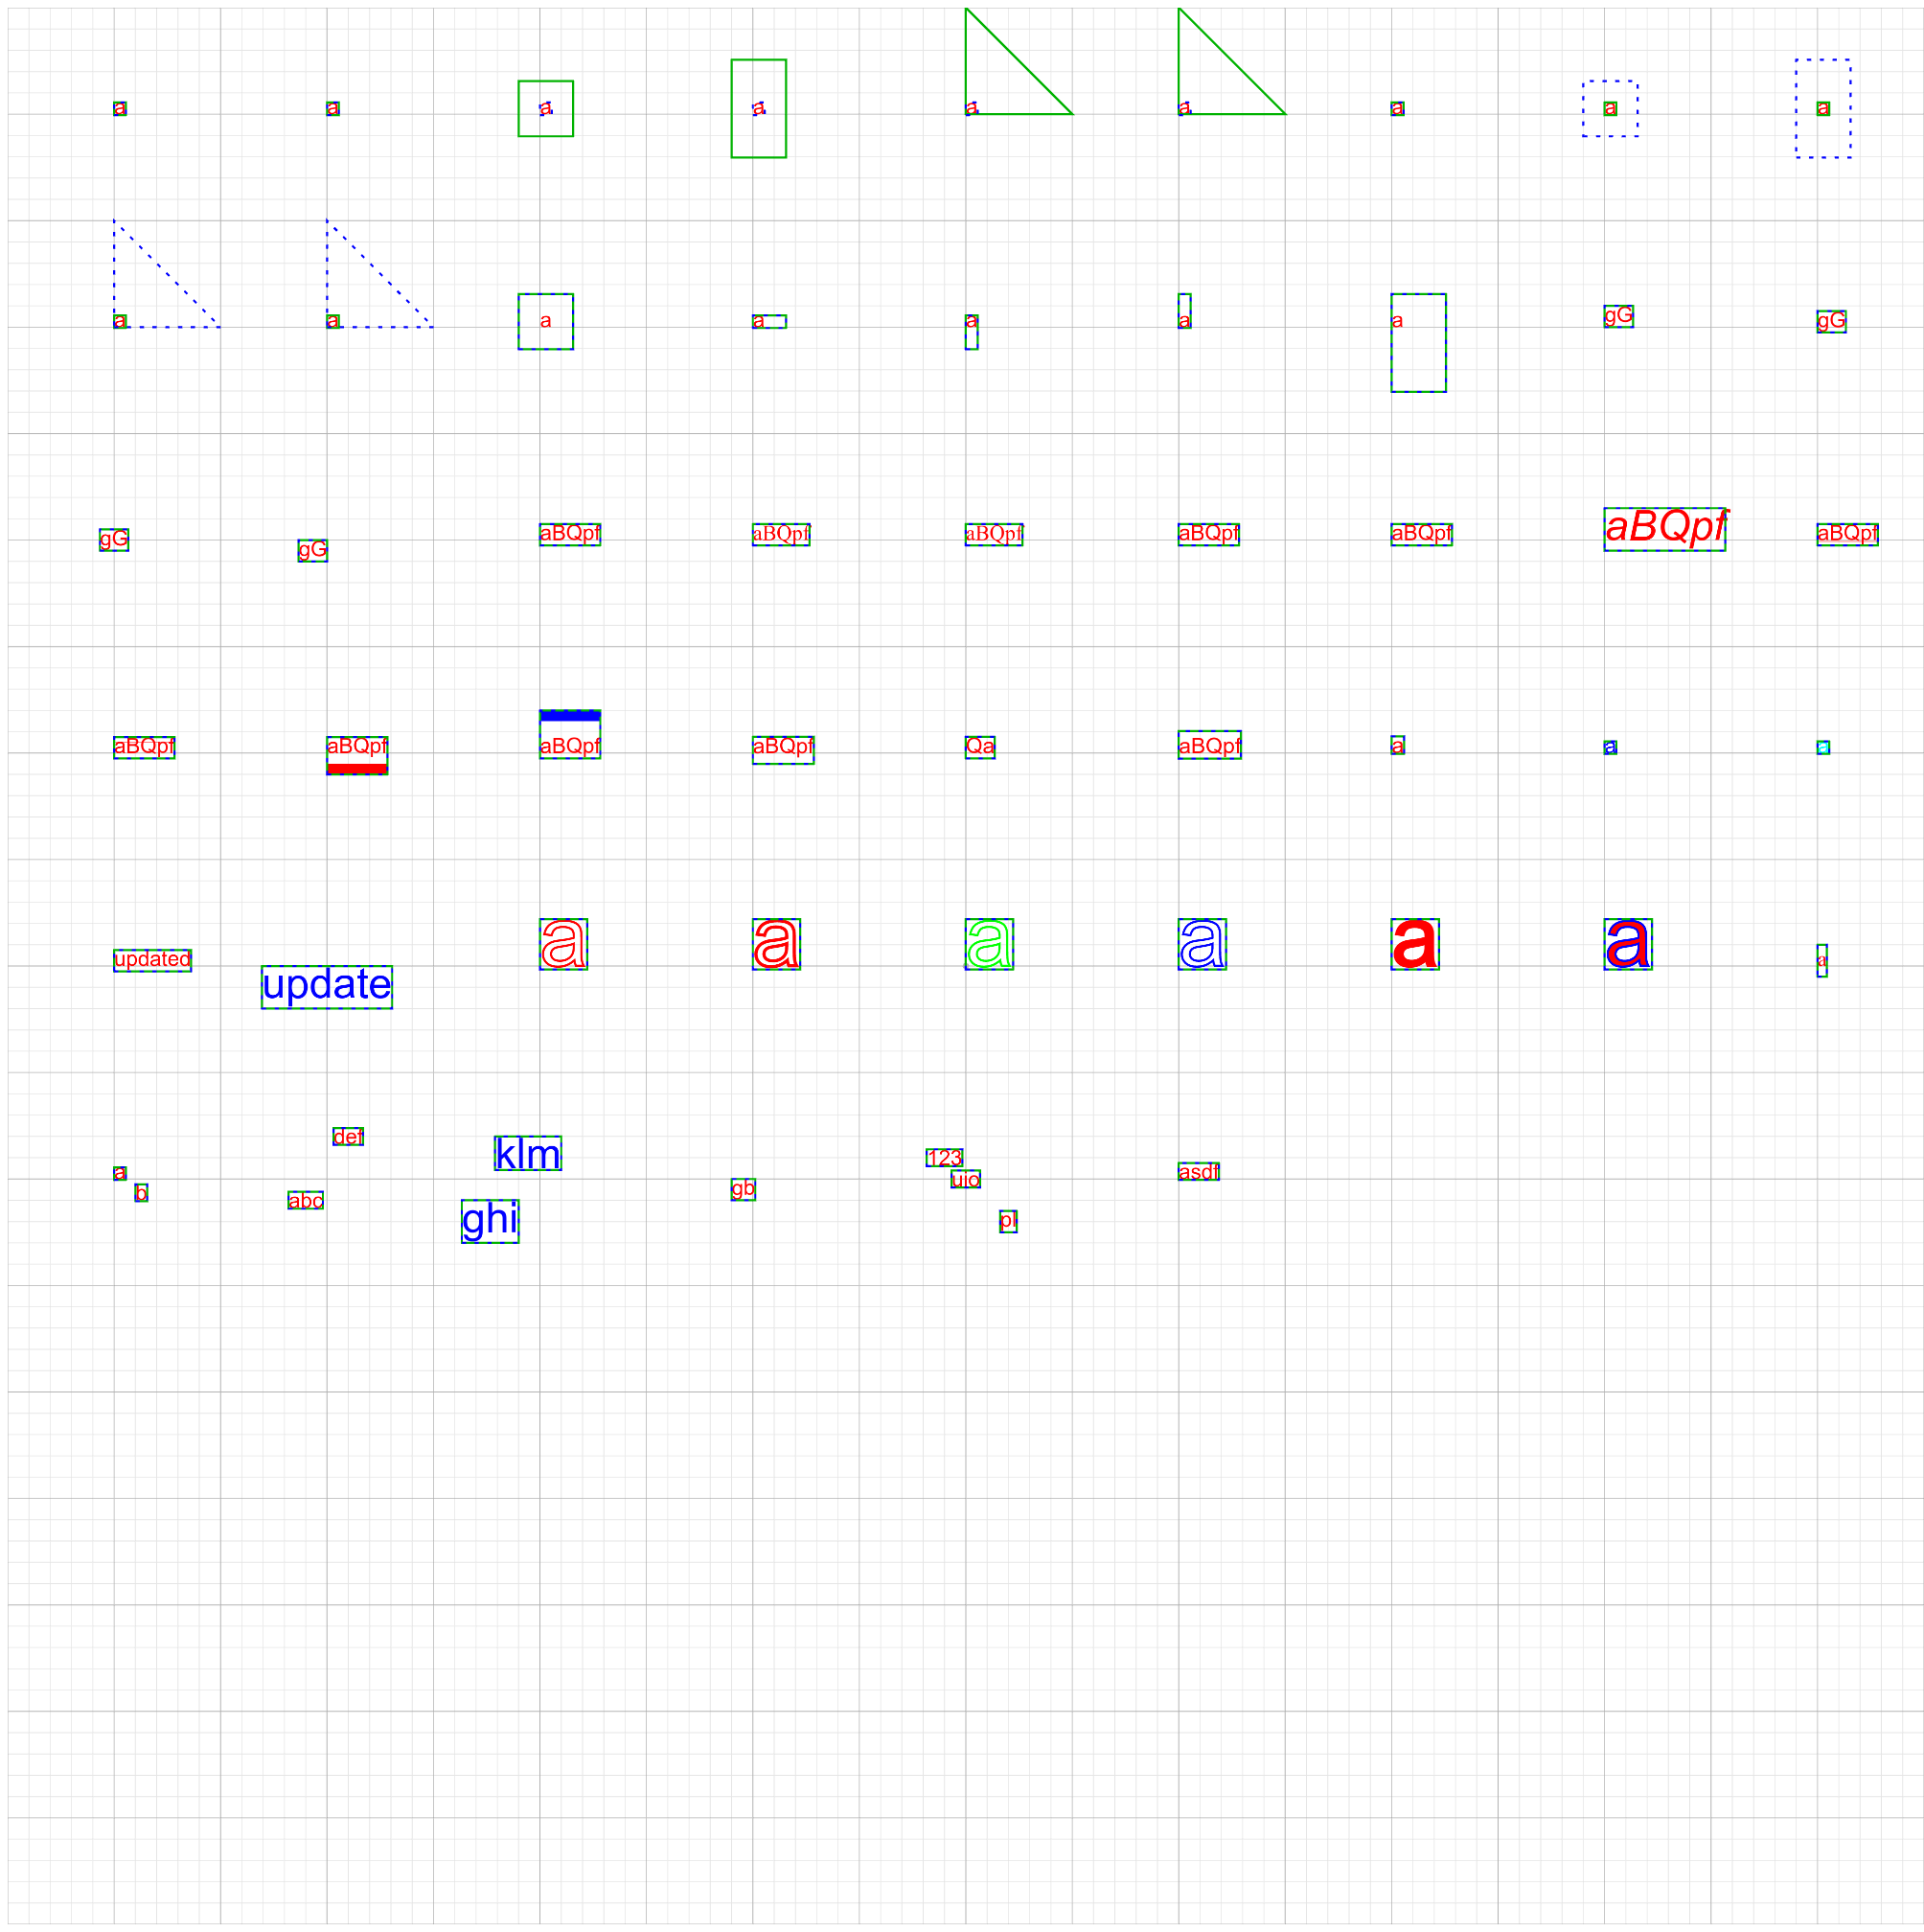 a a a a a a a a a
a a a a a a a gG gG
gG gG aBQpf aBQpf aBQpf aBQpf aBQpf aBQpf aBQpf
aBQpf aBQpf aBQpf aBQpf Qa aBQpf a a a
updated update a a a a a a a
def
klm
123
a uio asdf
b abc gb
ghi pl